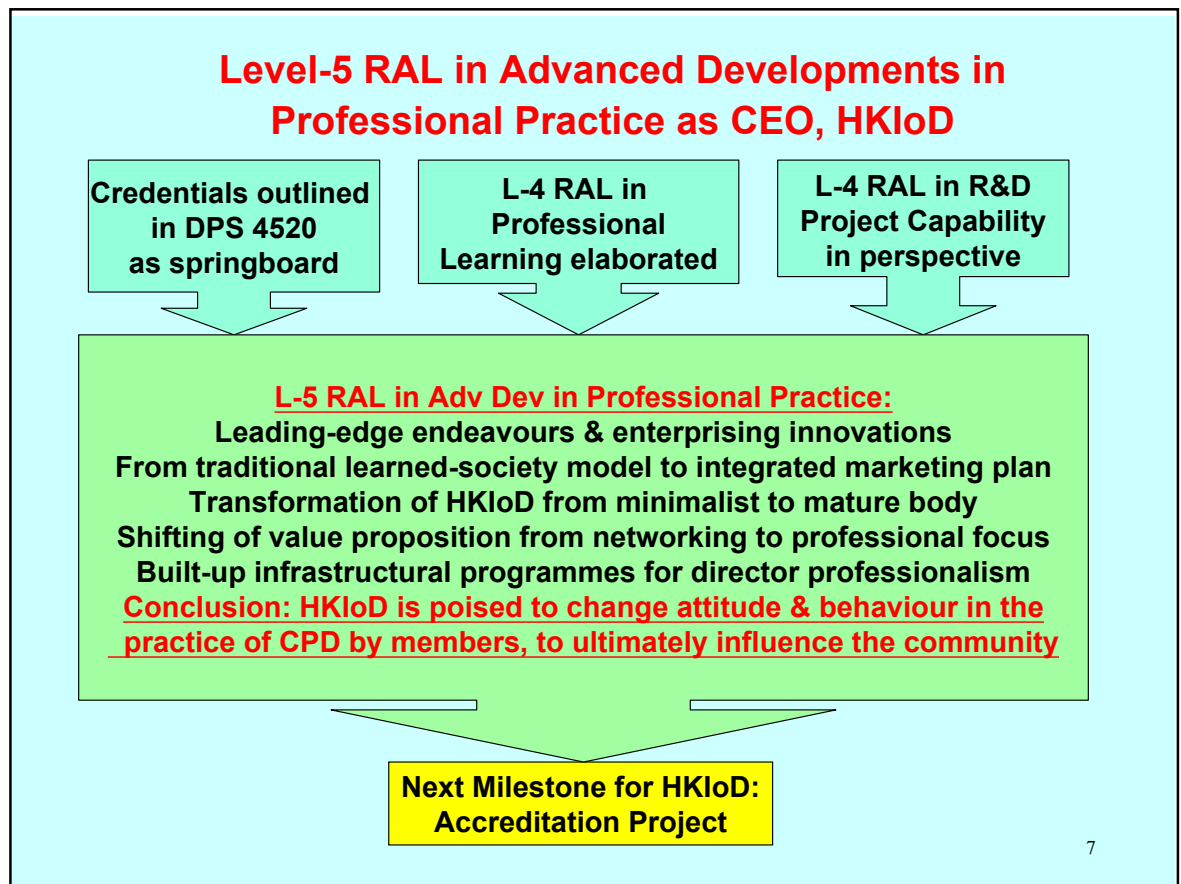 Level-5 RAL in Advanced Developments in
Professional Practice as CEO, HKIoD
Credentials outlined
in DPS 4520
as springboard
L-4 RAL in
Professional
Learning elaborated
L-4 RAL in R&D
Project Capability
in perspective
L-5 RAL in Adv Dev in Professional Practice:
Leading-edge endeavours & enterprising innovations
From traditional learned-society model to integrated marketing plan
Transformation of HKIoD from minimalist to mature body
Shifting of value proposition from networking to professional focus
Built-up infrastructural programmes for director professionalism
Conclusion: HKIoD is poised to change attitude & behaviour in the
practice of CPD by members, to ultimately influence the community
Next Milestone for HKIoD:
Accreditation Project
7